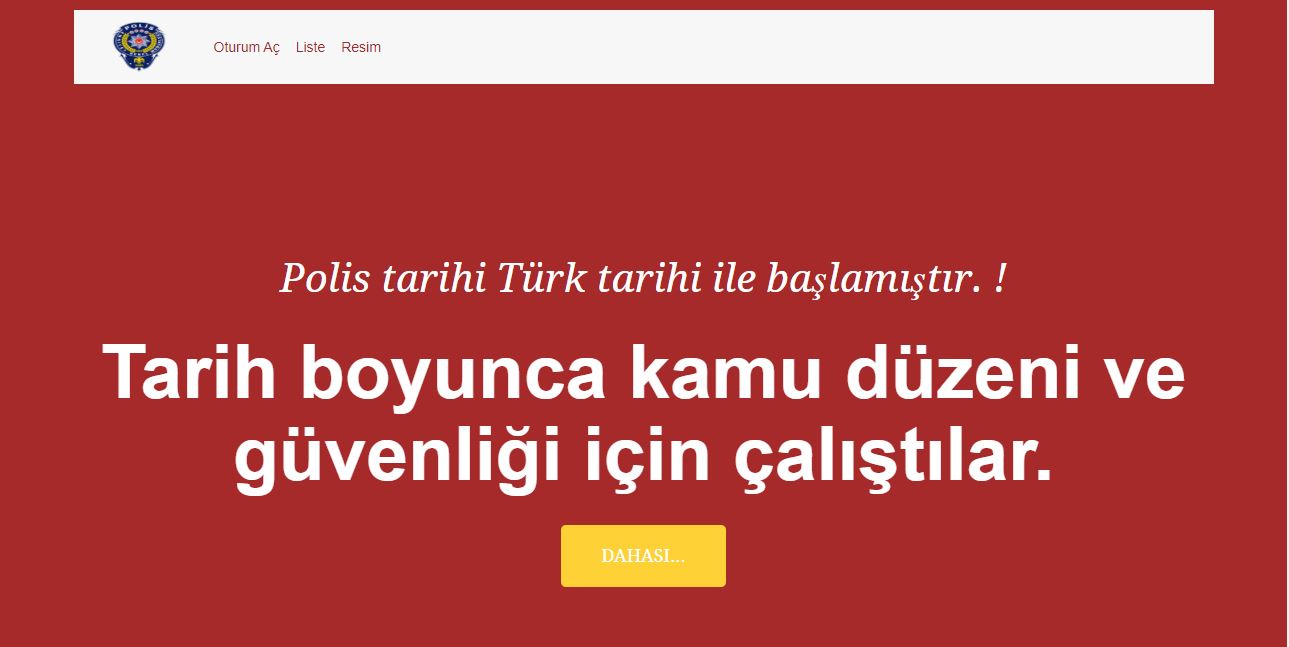 POLİS
Oturum Aç Liste Resim
Polis tarihi Türk tarihi ile başlamıştır. !
Tarih boyunca kamu düzeni ve
güvenliği için çalıştılar.
DAHASI...